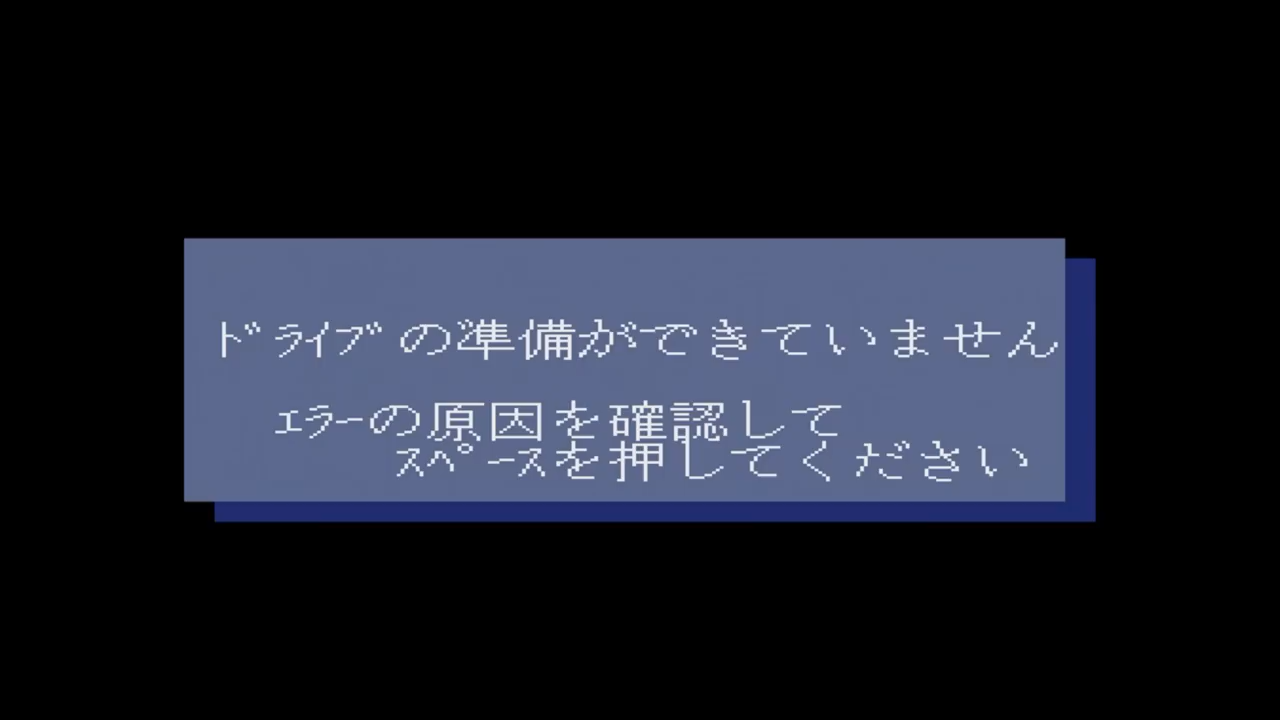 ﾄﾞﾗｲﾌﾞの準備ができていません
ｴﾗｰの原因を確認して
ｽﾍﾟｰｽを押してください